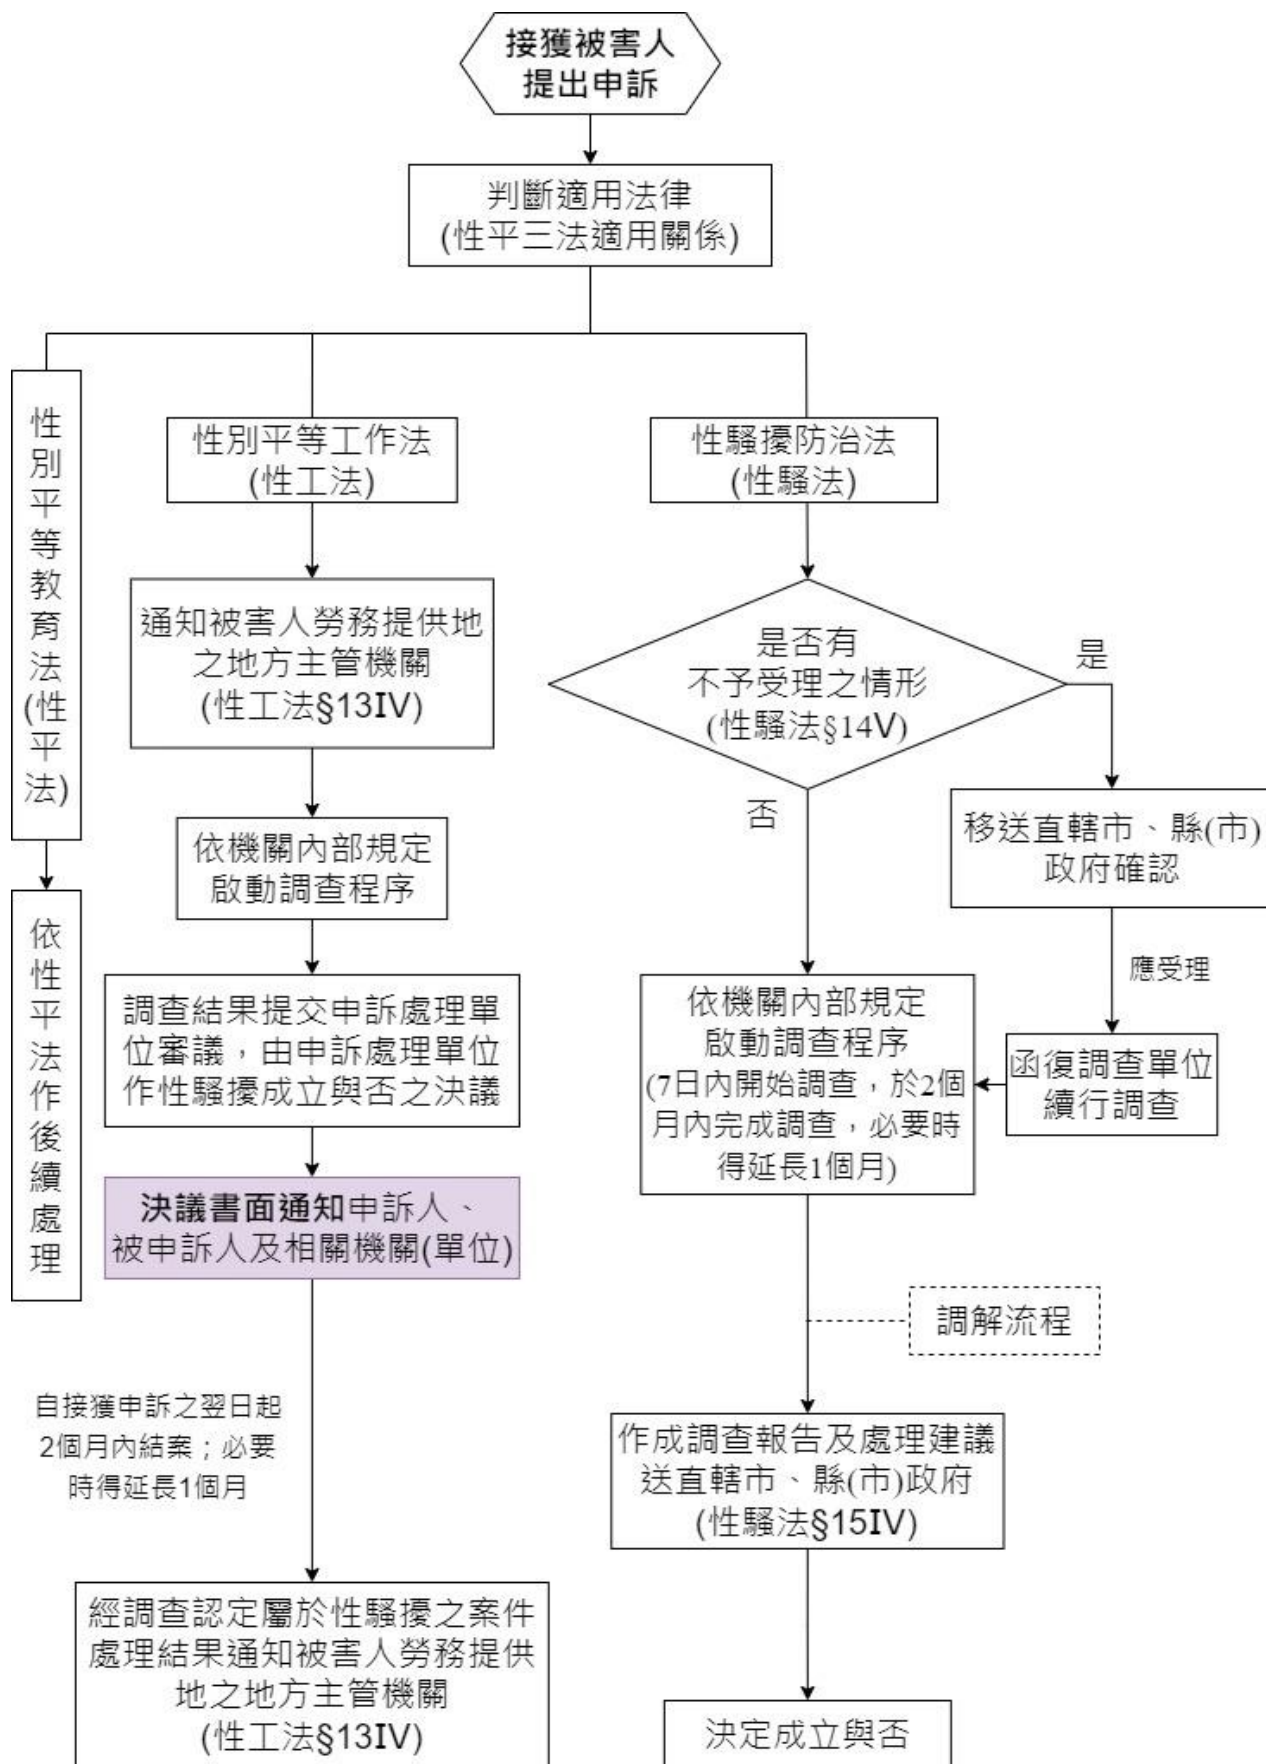 接獲被害人
提出申訴
判斷適用法律
(性平三法適用關係)
性
別
平
等
教
育
法
(性
平
法)
依
性
平
法
作
後
續
處
理
性別平等工作法
(性工法)
通知被害人勞務提供地
之地方主管機關
(性工法§13IV)
依機關內部規定
啟動調查程序
調查結果提交申訴處理單
位審議，由申訴處理單位
作性騷擾成立與否之決議
決議書面通知申訴人、
被申訴人及相關機關(單位)
自接獲申訴之翌日起
2個月內結案；必要
時得延長1個月
經調查認定屬於性騷擾之案件
處理結果通知被害人勞務提供
地之地方主管機關
(性工法§13IV)
性騷擾防治法
(性騷法)
是否有
不予受理之情形
(性騷法§14V)
是
否
移送直轄市、縣(市)
政府確認
應受理
函復調查單位
續行調查
依機關內部規定
啟動調查程序
(7日內開始調查，於2個
月內完成調查，必要時
得延長1個月)
調解流程
作成調查報告及處理建議
送直轄市、縣(市)政府
(性騷法§15IV)
決定成立與否